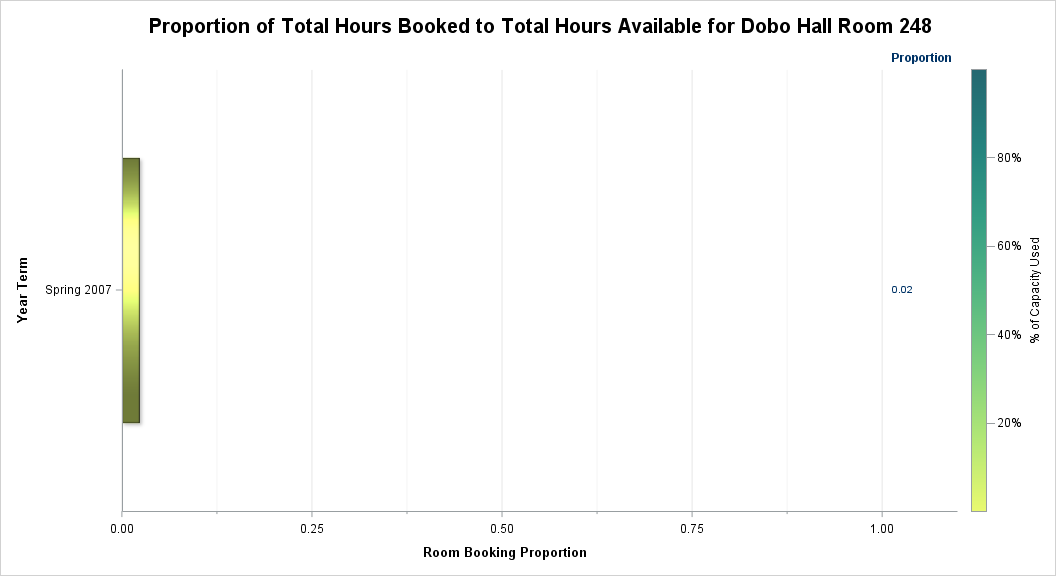 Proportion of Total Hours Booked to Total Hours Available for Dobo Hall Room 248
Proportion
80%
60%
40%
20%
% of Capacity Used
Year Term
Spring 2007
0.02
0.00 0.25 0.50 0.75 1.00
Room Booking Proportion